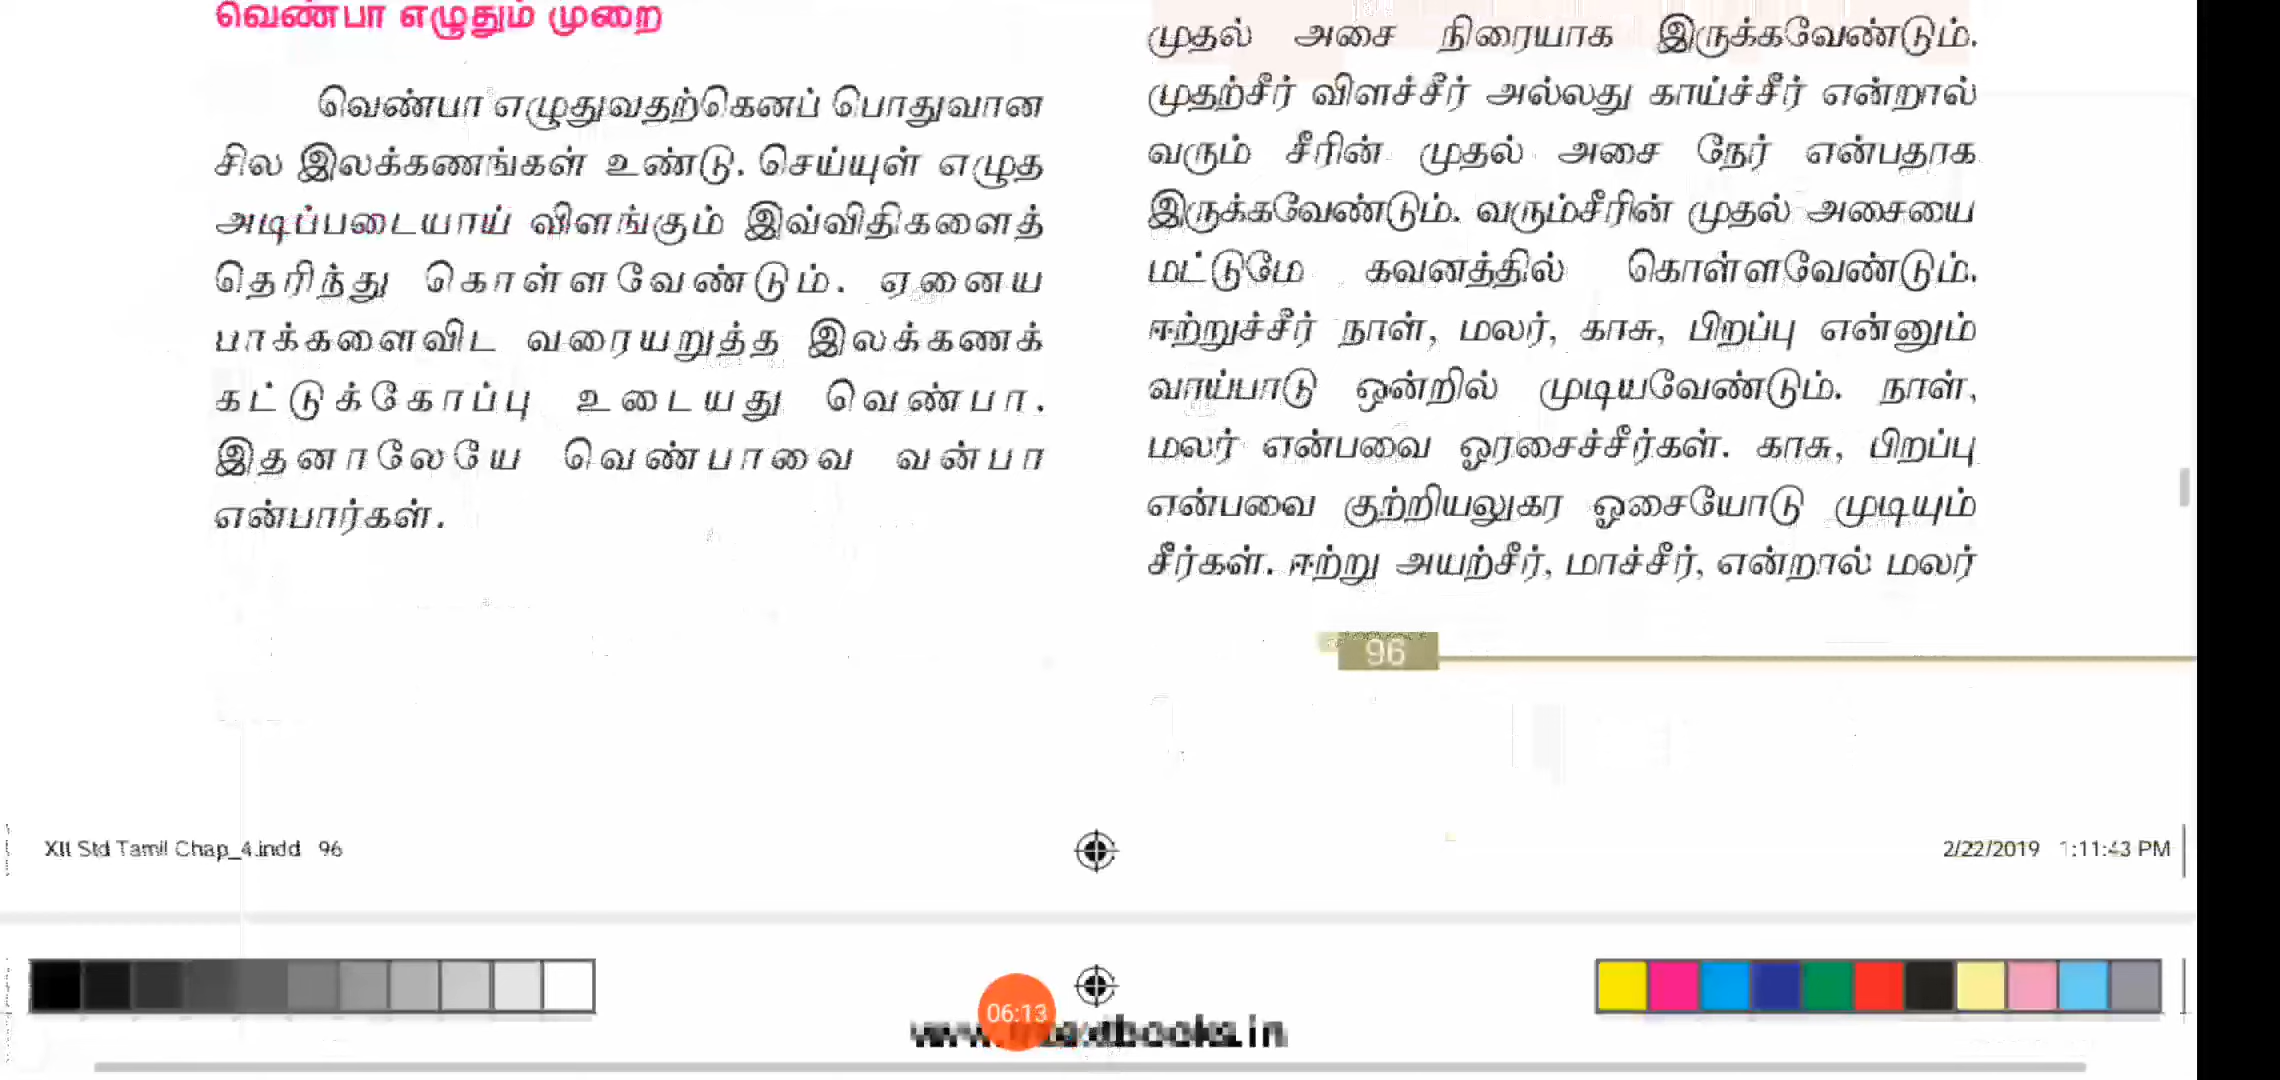 வெண்பா எழுதும் முறை
வெண்பா எழுதுவதற்கெனப் பொதுவான
சில இலக்கணங்கள் உண்டு. செய்யுள் எழுத
அடிப்படையாய் விளங்கும் இவ்விதிகளைத்
தெரிந்து கொள்ளவேண்டும். ஏனைய
பாக்களைவிட வரையறுத்த இலக்கணக்
கட்டுக்கோப்பு உடையது வெண்பா.
இதனாலேயே வெண்பாவை வன்பா
என்பார்கள்.
முதல் அசை நிரையாக இருக்கவேண்டும்.
முதற்சீர் விளச்சீர் அல்லது காய்ச்சீர் என்றால்
வரும் சீரின் முதல் அசை நேர் என்பதாக
இருக்கவேண்டும். வரும்சீரின் முதல் அசையை
மட்டுமே கவனத்தில் கொள்ளவேண்டும்.
ஈற்றுச்சீர் நாள், மலர், காசு, பிறப்பு என்னும்
வாய்பாடு ஒன்றில் முடியவேண்டும். நாள்,
மலர் என்பவை ஓரசைச்சீர்கள். காசு, பிறப்பு
என்பவை குற்றியலுகர ஓசையோடு முடியும்
சீர்கள். ஈற்று அயற்சீர், மாச்சீர், என்றால் மலர்
96
XII Std Tamil Chap_4.indd 96
2/22/2019 1:11:43 PM
06:13